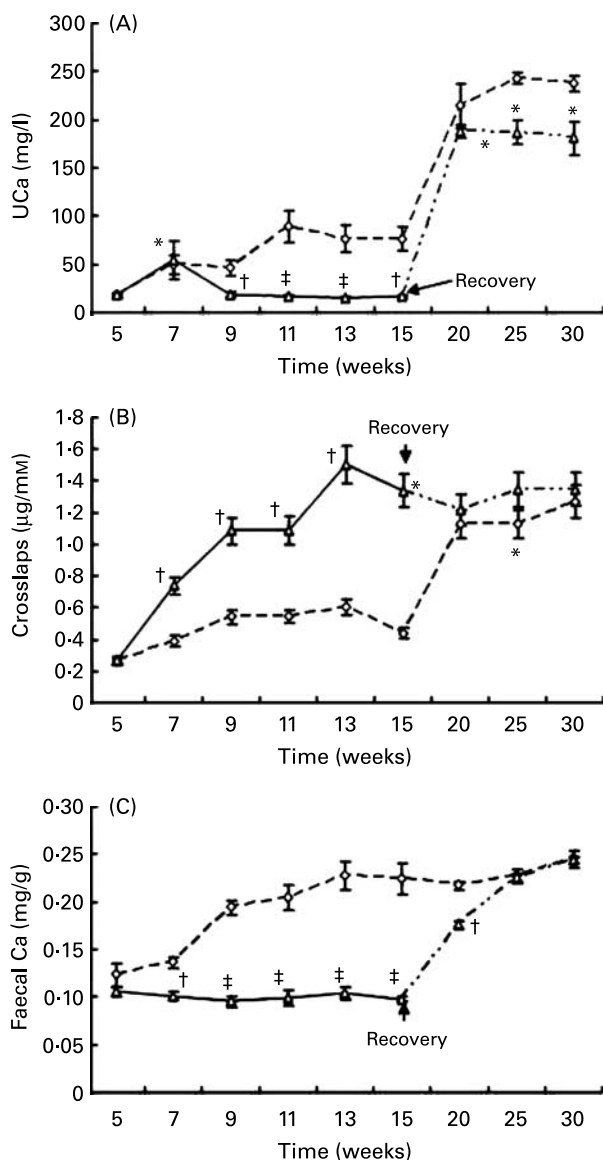 (A)
300
250
200
150
100
50
0
UCa (mg/l)
*
†
‡
‡
†
*
*
*
Recovery
5 7 9 11 13 15 20 25 30
Time (weeks)
(B)
1·8
1·6
1·4
1·2
1·0
0·8
0·6
0·4
0·2
0
Crosslaps (µg/mM)
Recovery
†
†
†
†
*
*
5 7 9 11 13 15 20 25 30
Time (weeks)
(C)
0·30
0·25
0·20
0·15
0·10
0·05
0
Faecal Ca (mg/g)
†
‡
‡
‡
‡
†
Recovery
5 7 9 11 13 15 20 25 30
Time (weeks)